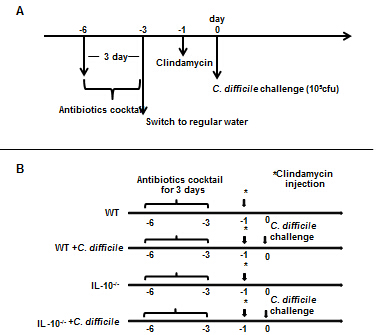 A
day
-6 -3 -1 0
3 day
Clindamycin
C. difficile challenge (10⁵cfu)
Antibiotics cocktail
Switch to regular water
B
Antibiotics cocktail
for 3 days
*Clindamycin
injection
*
WT
-6 -3 -1 0 C. difficile
* challenge
WT +C. difficile
-6 -3 -1 0
*
IL-10-/-
-6 -3 -1 0 C. difficile
* challenge
IL-10-/- +C. difficile
-6 -3 -1 0